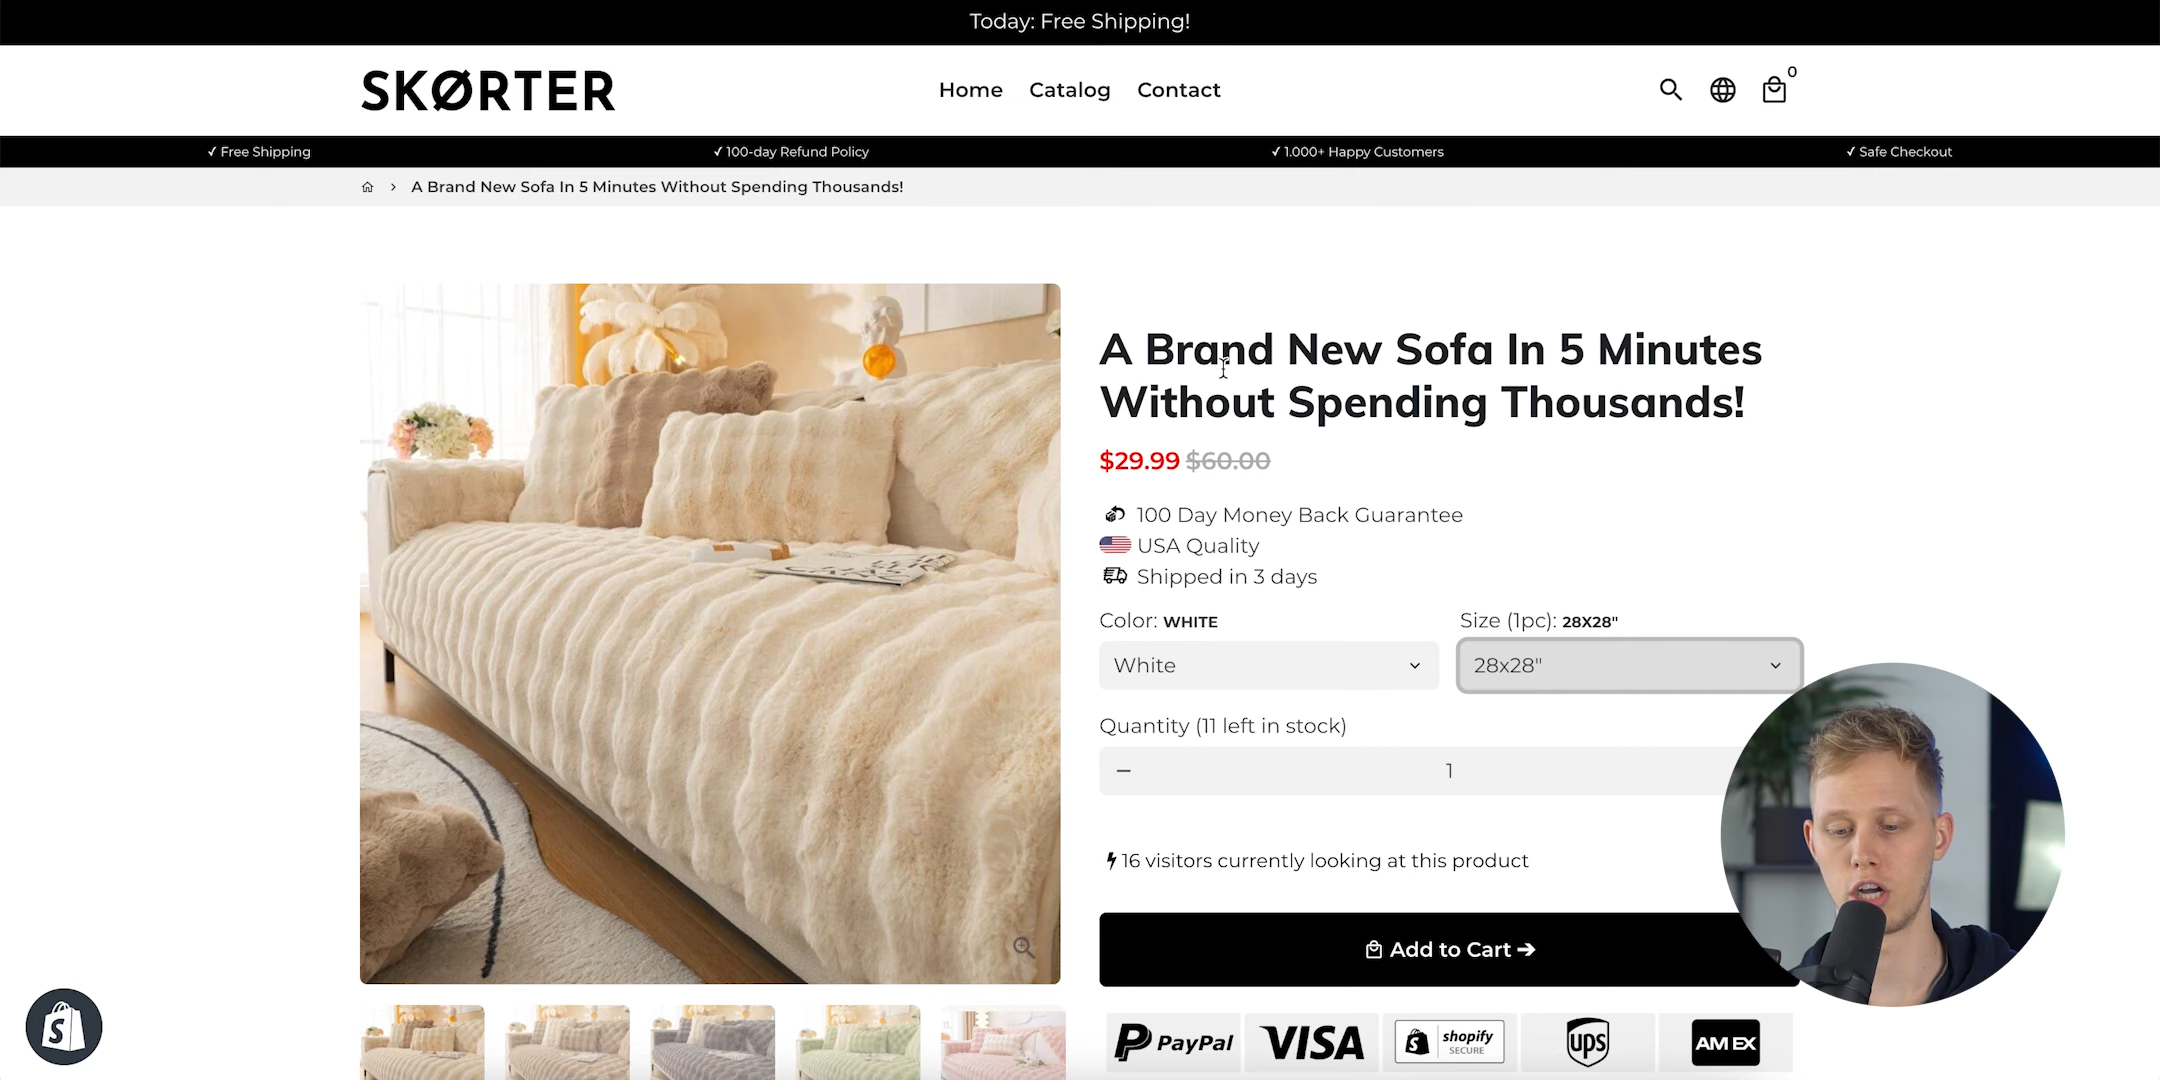 Today: Free Shipping!
SKØRTER
Home Catalog Contact
0
✓ Free Shipping
✓ 100-day Refund Policy
✓ 1.000+ Happy Customers
✓ Safe Checkout
A Brand New Sofa In 5 Minutes Without Spending Thousands!
A Brand New Sofa In 5 Minutes
Without Spending Thousands!
$29.99 $60.00
100 Day Money Back Guarantee
USA Quality
Shipped in 3 days
Color: WHITE
Size (1pc): 28X28"
White
28x28"
Quantity (11 left in stock)
1
16 visitors currently looking at this product
Add to Cart →
PayPal
VISA
shopify
SECURE
ups
AMEX